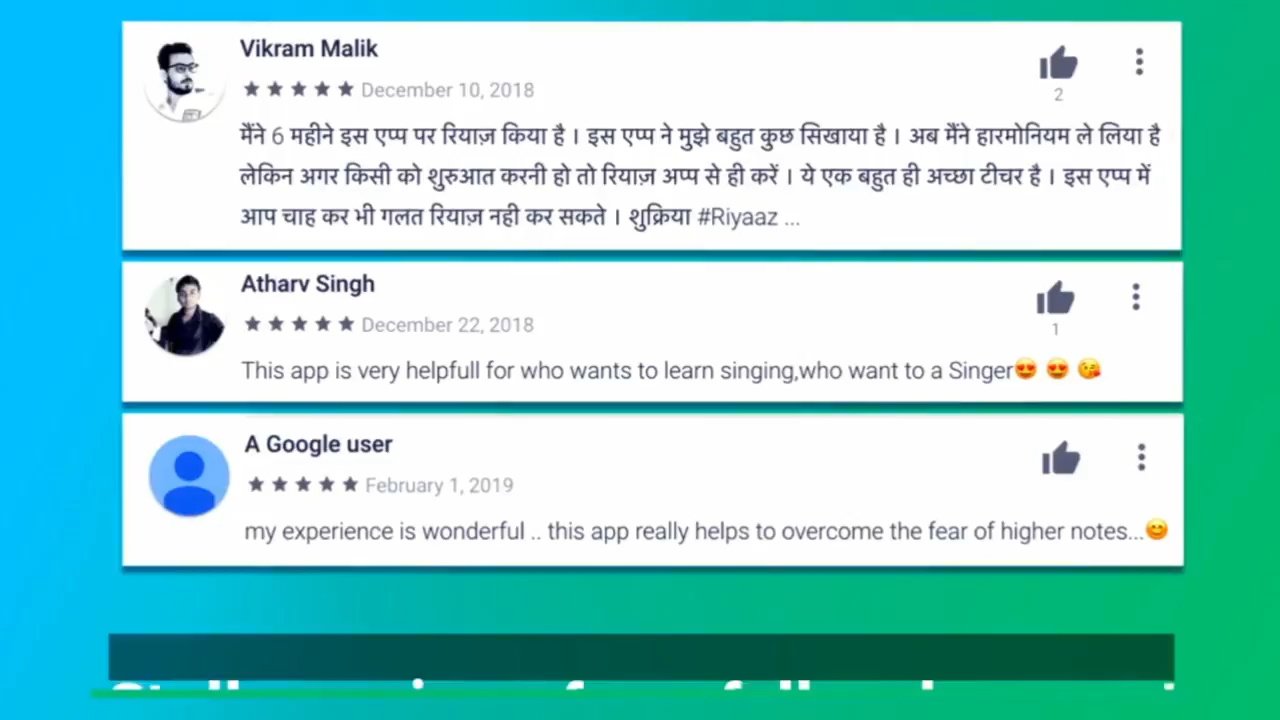 Vikram Malik
★★★★★ December 10, 2018
2
मैंने 6 महीने इस एप्प पर रियाज़ किया है । इस एप्प ने मुझे बहुत कुछ सिखाया है । अब मैंने हारमोनियम ले लिया है
लेकिन अगर किसी को शुरुआत करनी हो तो रियाज़ अप्प से ही करें । ये एक बहुत ही अच्छा टीचर है । इस एप्प में
आप चाह कर भी गलत रियाज़ नही कर सकते । शुक्रिया #Riyaaz ...
Atharv Singh
★★★★★ December 22, 2018
1
This app is very helpfull for who wants to learn singing,who want to a Singer😍 😍 😘
A Google user
★★★★★ February 1, 2019
my experience is wonderful .. this app really helps to overcome the fear of higher notes...😊